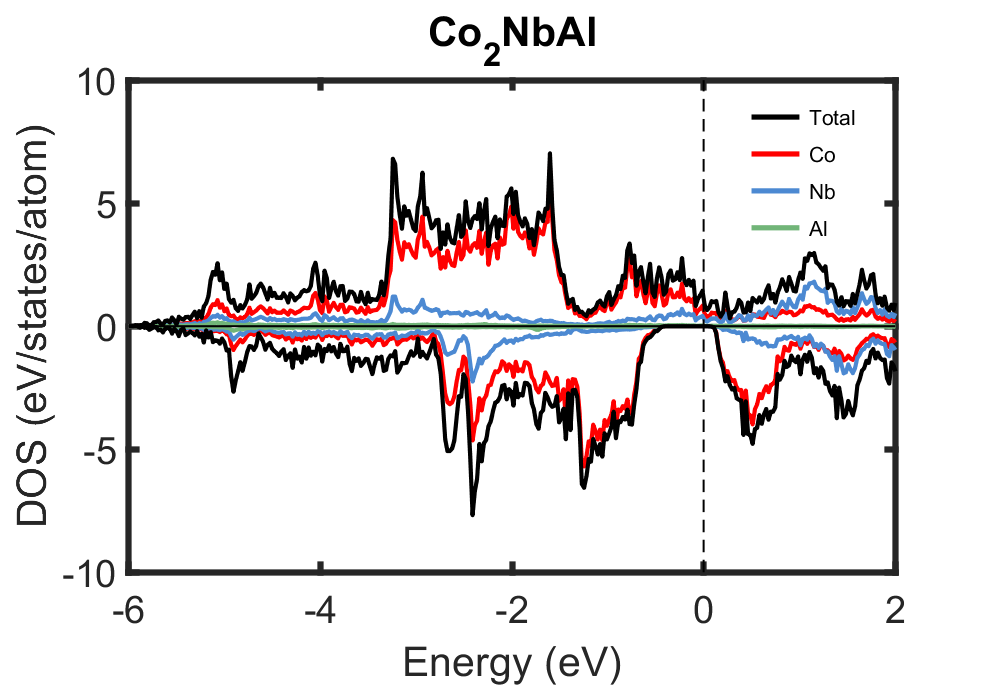 Co₂NbAl
10
5
0
-5
-10
DOS (eV/states/atom)
Total
Co
Nb
Al
-6 -4 -2 0 2
Energy (eV)